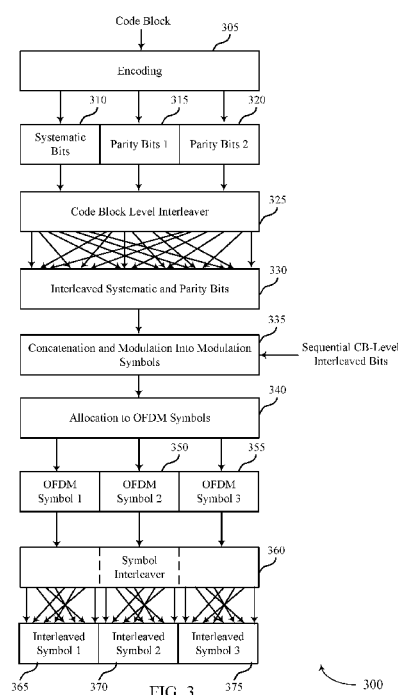 Code Block
305
Encoding
310
315
320
Systematic
Bits
Parity Bits 1
Parity Bits 2
Code Block Level Interleaver
325
Interleaved Systematic and Parity Bits
330
335
Concatenation and Modulation Into Modulation
Symbols
Sequential CB-Level
Interleaved Bits
340
Allocation to OFDM Symbols
350
355
OFDM
Symbol 1
OFDM
Symbol 2
OFDM
Symbol 3
Symbol
Interleaver
360
Interleaved
Symbol 1
Interleaved
Symbol 2
Interleaved
Symbol 3
365
370
375
FIG. 3
300